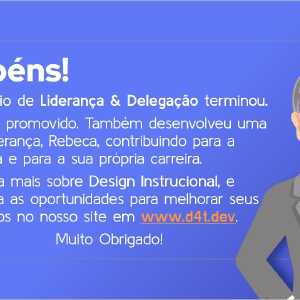 béns!
io de Liderança & Delegação terminou.
promovido. Também desenvolveu uma
erança, Rebeca, contribuindo para a
a e para a sua própria carreira.
a mais sobre Design Instrucional, e
a as oportunidades para melhorar seus
os no nosso site em www.d4t.dev.
Muito Obrigado!